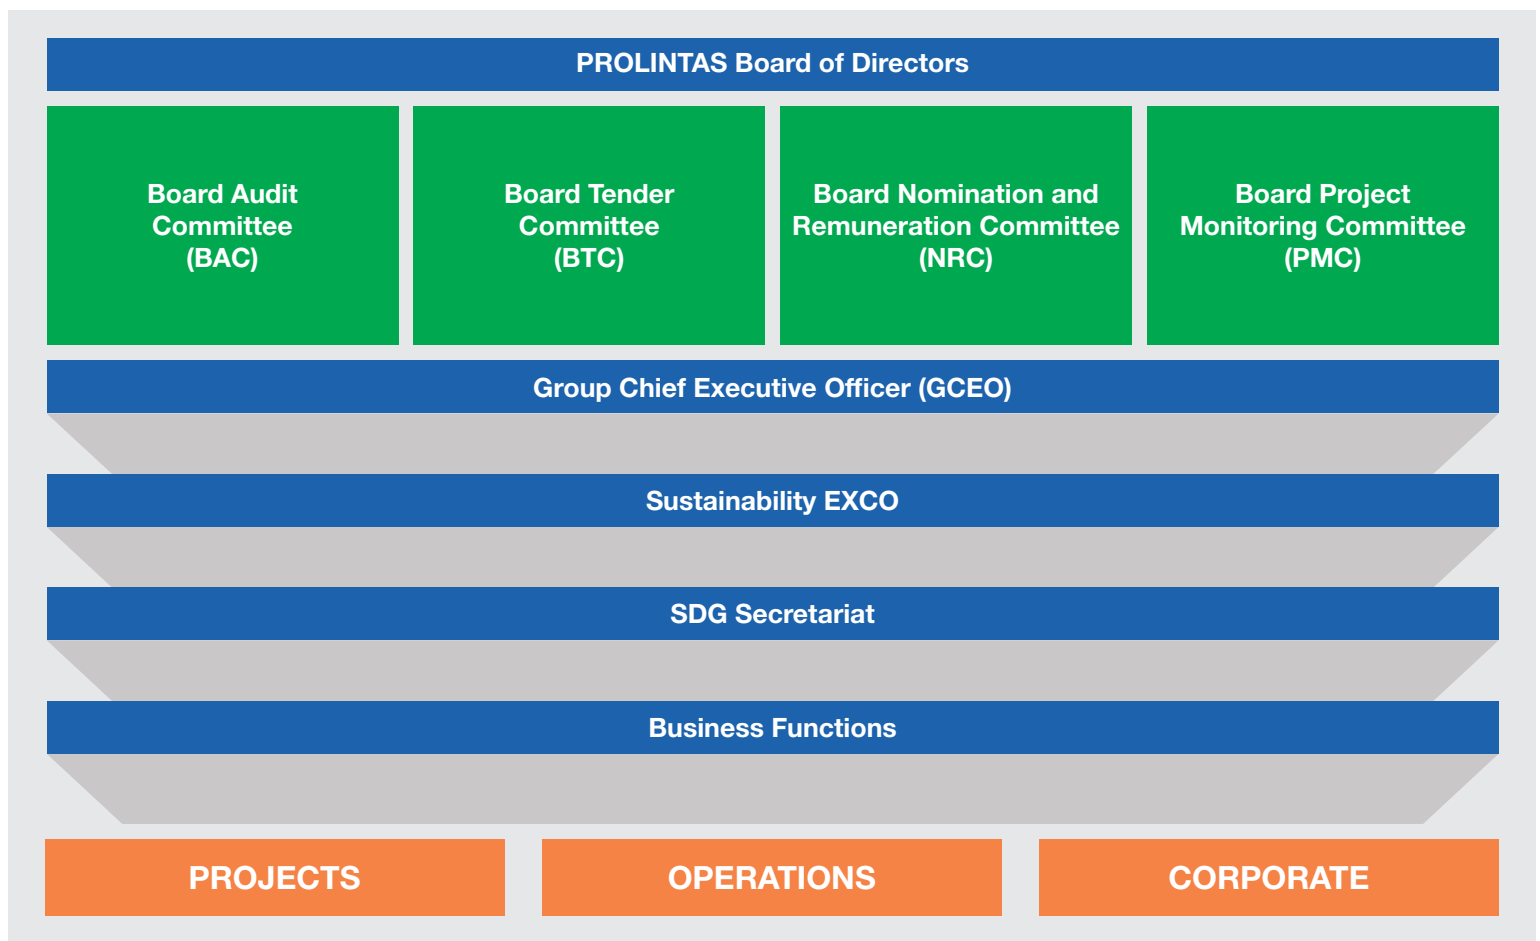 PROLINTAS Board of Directors
Board Audit
Committee
(BAC)
Board Tender
Committee
(BTC)
Board Nomination and
Remuneration Committee
(NRC)
Board Project
Monitoring Committee
(PMC)
Group Chief Executive Officer (GCEO)
Sustainability EXCO
SDG Secretariat
Business Functions
PROJECTS
OPERATIONS
CORPORATE